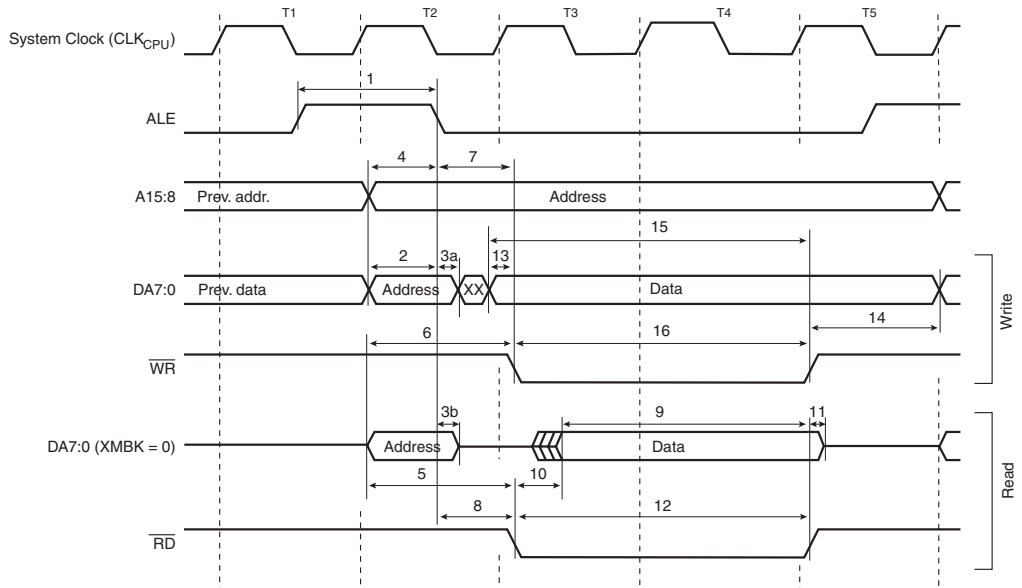 T1 T2 T3 T4 T5
System Clock (CLKCPU)
1
ALE
4 7
A15:8 Prev. addr. Address
15
2 3a 13
DA7:0 Prev. data Address XX Data
14
6 16
WR
Write
3b 9 11
DA7:0 (XMBK = 0) Address Data
5 10
8 12
RD
Read